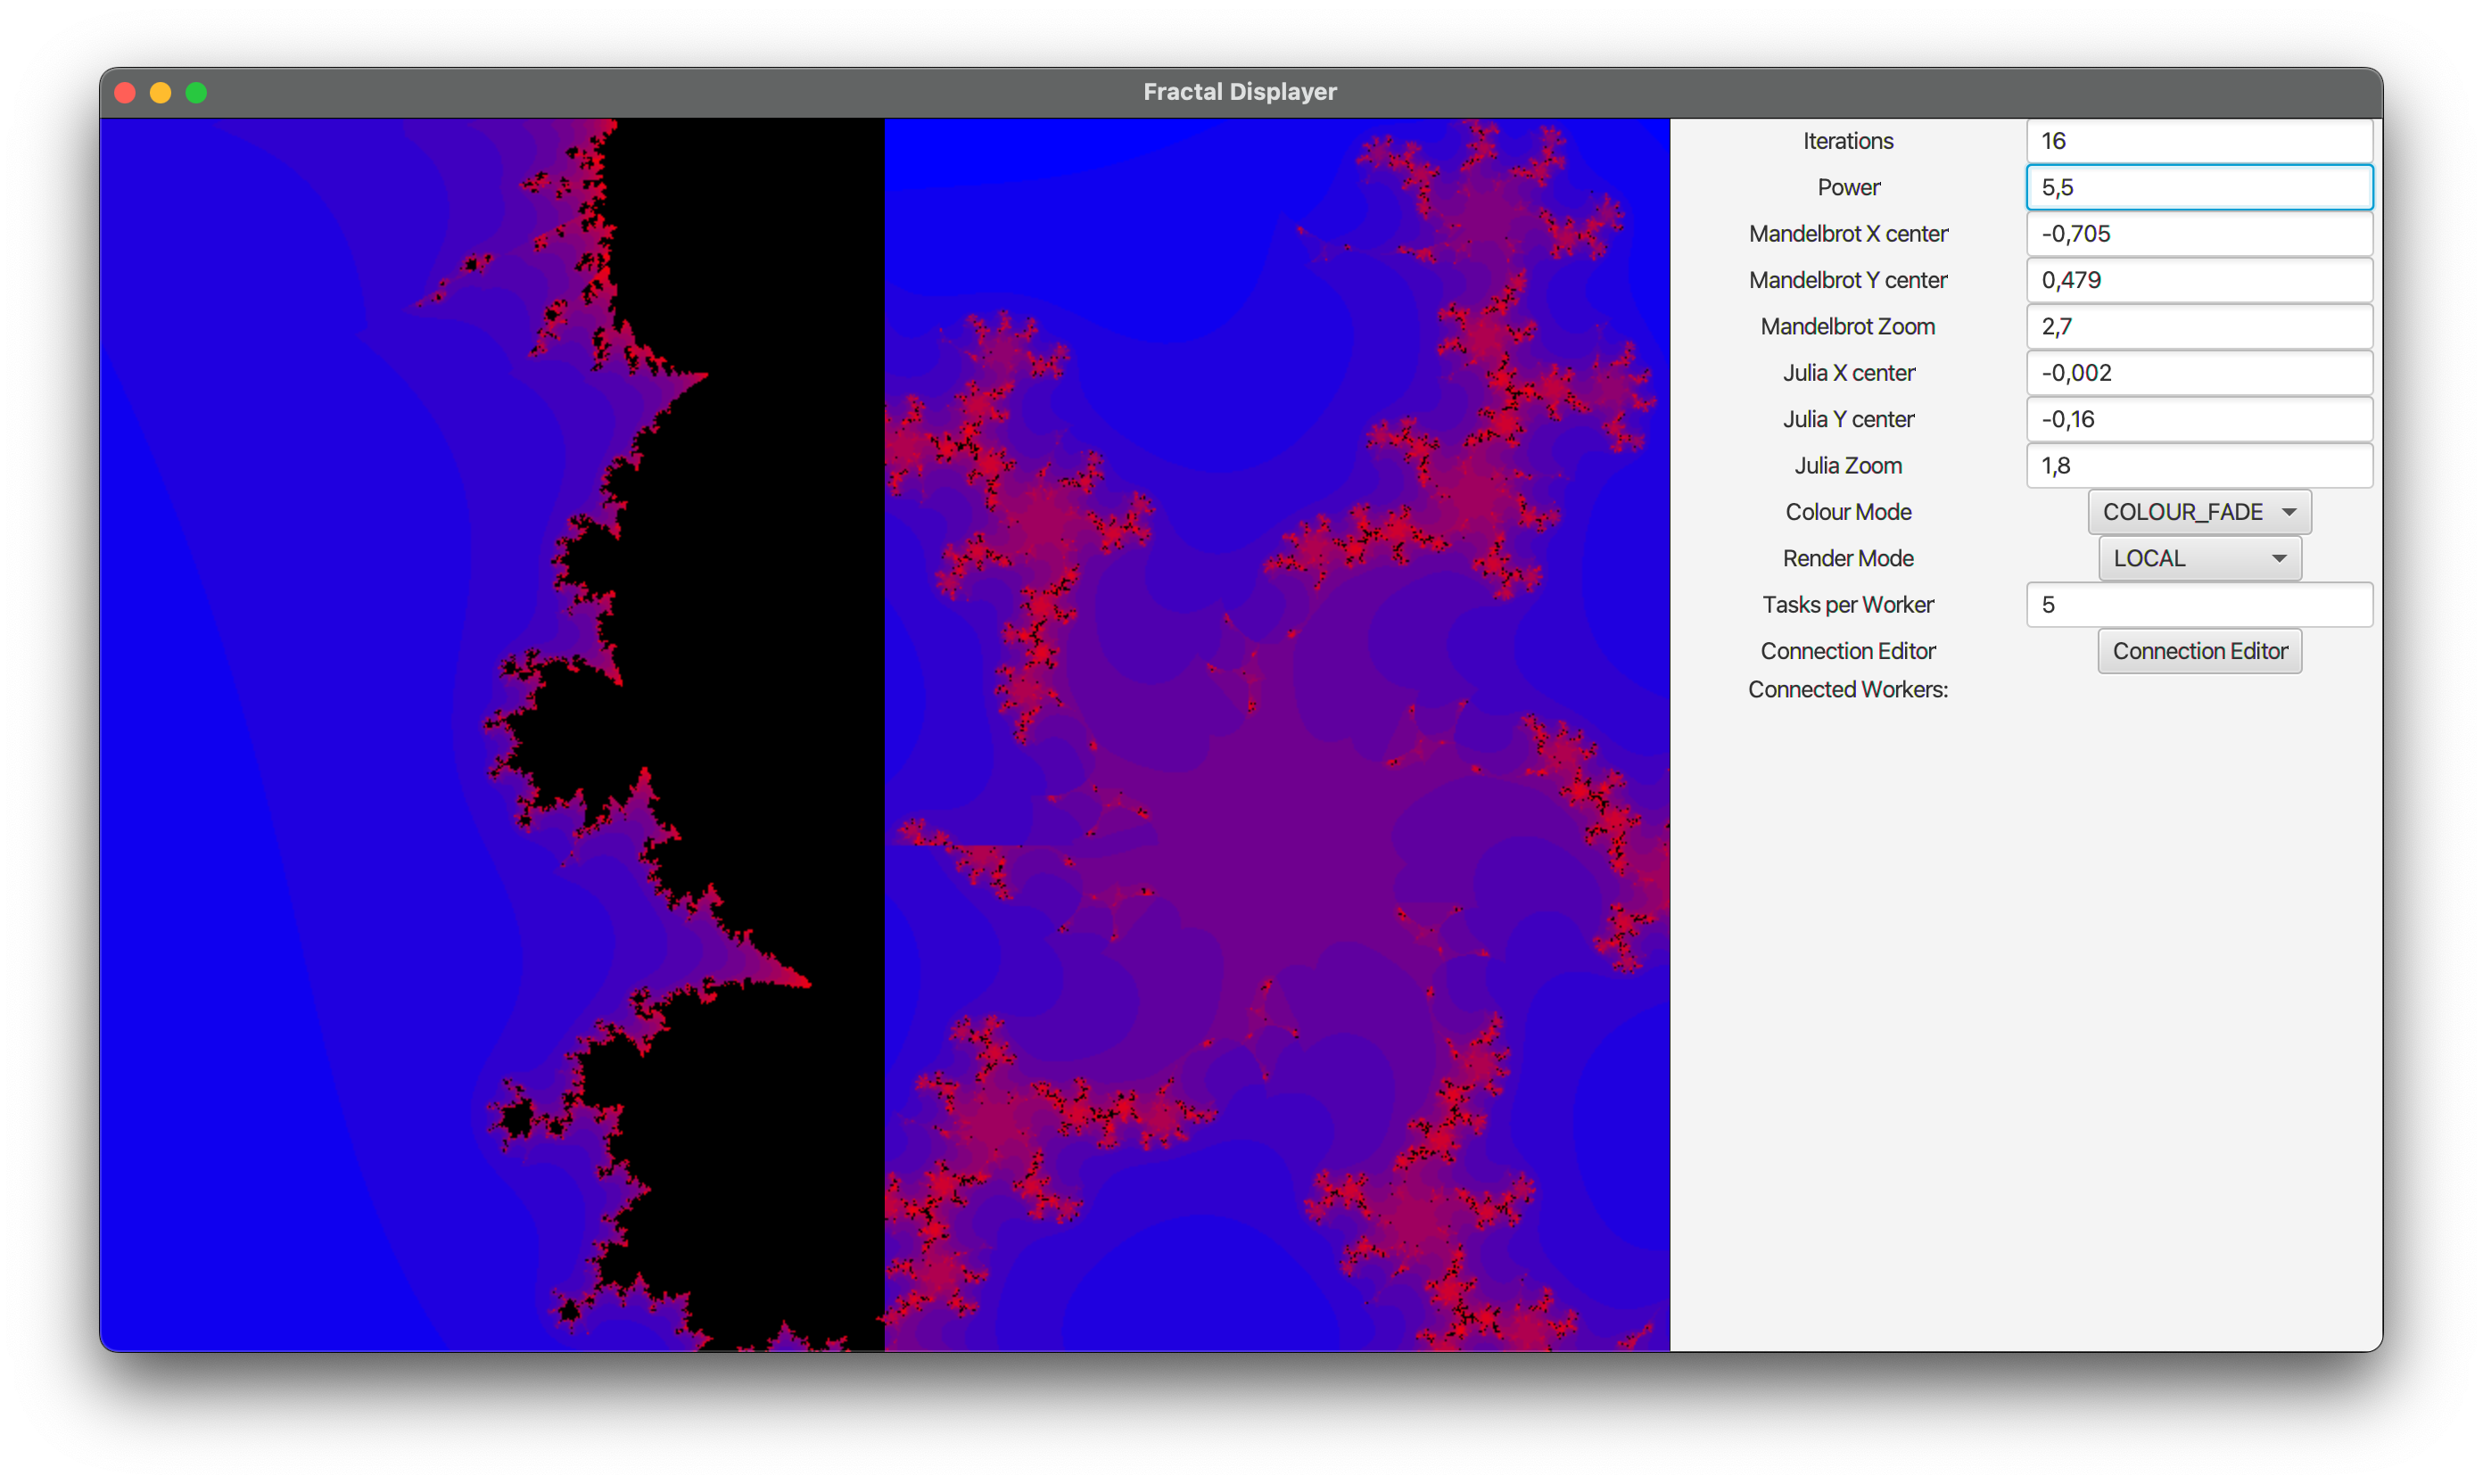 Fractal Displayer
Iterations 16
Power 5,5
Mandelbrot X center -0,705
Mandelbrot Y center 0,479
Mandelbrot Zoom 2,7
Julia X center -0,002
Julia Y center -0,16
Julia Zoom 1,8
Colour Mode COLOUR_FADE
Render Mode LOCAL
Tasks per Worker 5
Connection Editor Connection Editor
Connected Workers: